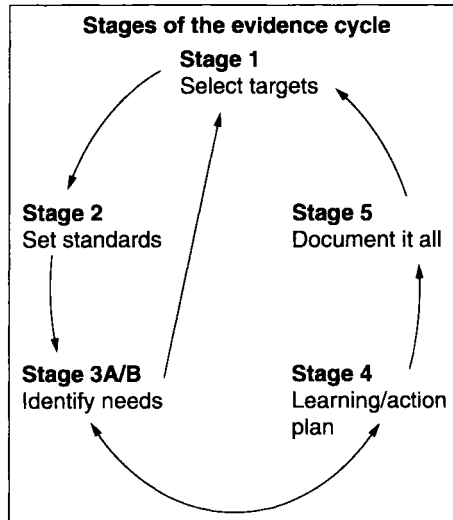 Stages of the evidence cycle
Stage 1
Select targets
Stage 2
Set standards
Stage 5
Document it all
Stage 3A/B
Identify needs
Stage 4
Learning/action
plan